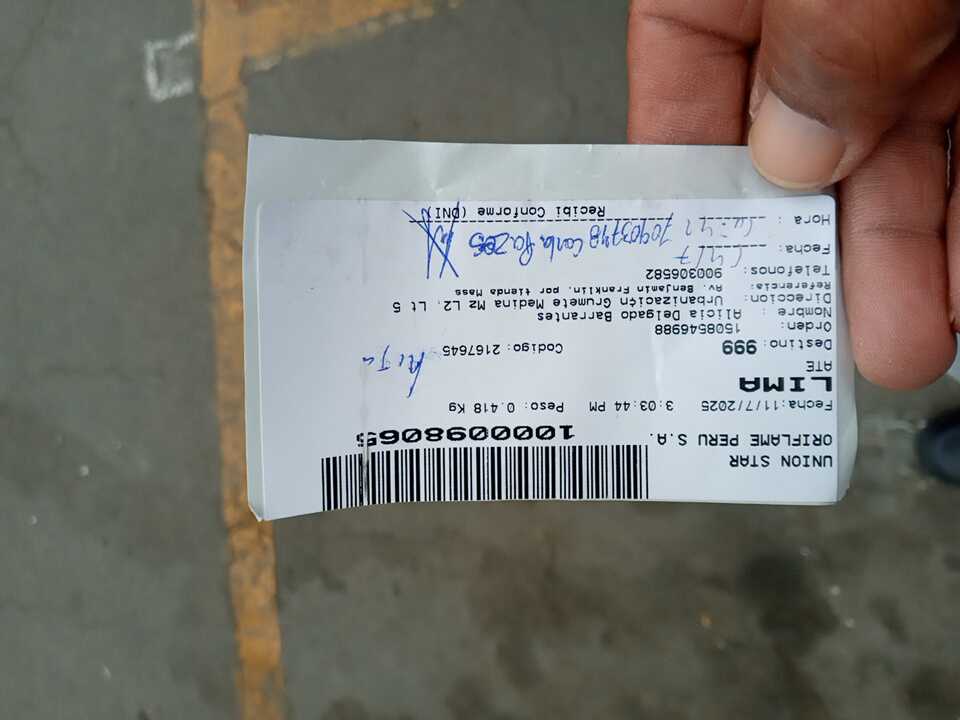 UNION STAR
ORIFLAME PERU S.A.
1000098065
Fecha:11/7/2025 3:03:44 PM Peso: 0.418 Kg
LIMA
ATE
Destino: 999 Codigo: 2167645
Orden: 1508546988
Nombre : Alicia Delgado Barrantes
Direccion: Urbanización Grumete Medina Mz L2, Lt 5
Referencia: Av. Benjamin Franklin, por tienda Mass
Telefonos: 900306582
Fecha:
Hora :
Recibi Conforme (DNI)